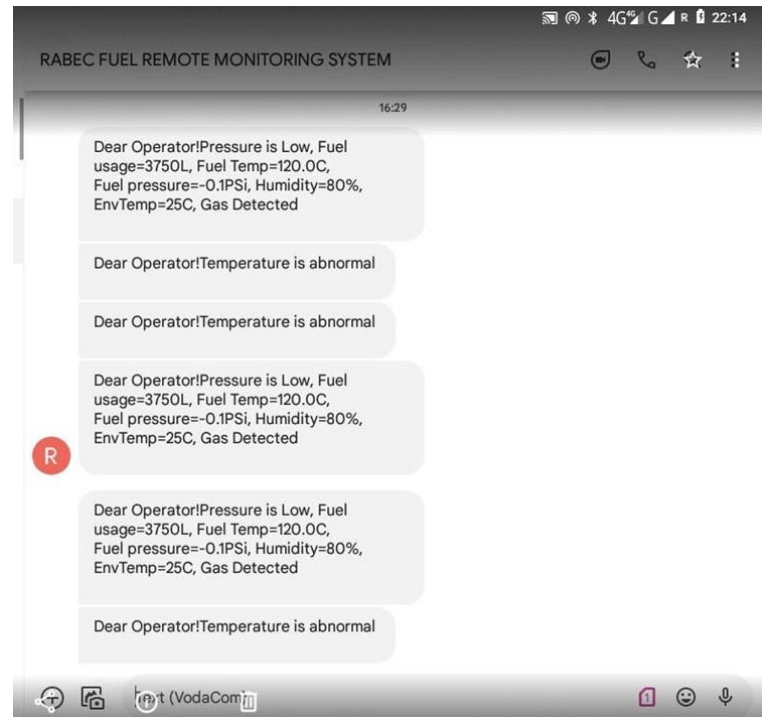 4G 4G G R 22:14
RABEC FUEL REMOTE MONITORING SYSTEM
16:29
Dear Operator!Pressure is Low, Fuel
usage=3750L, Fuel Temp=120.0C,
Fuel pressure=-0.1PSi, Humidity=80%,
EnvTemp=25C, Gas Detected
Dear Operator!Temperature is abnormal
Dear Operator!Temperature is abnormal
Dear Operator!Pressure is Low, Fuel
usage=3750L, Fuel Temp=120.0C,
Fuel pressure=-0.1PSi, Humidity=80%,
EnvTemp=25C, Gas Detected
R
Dear Operator!Pressure is Low, Fuel
usage=3750L, Fuel Temp=120.0C,
Fuel pressure=-0.1PSi, Humidity=80%,
EnvTemp=25C, Gas Detected
Dear Operator!Temperature is abnormal
Text (VodaCom) 1